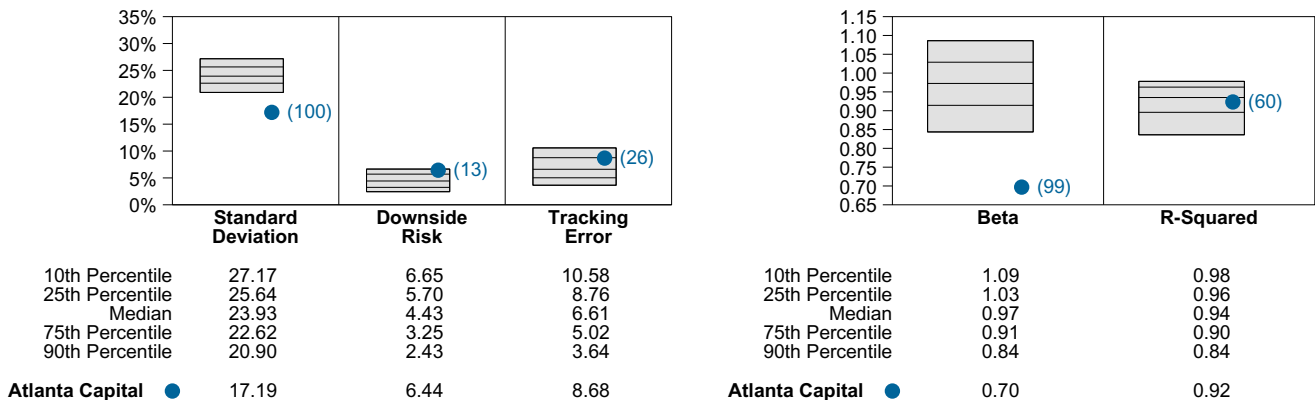 35%
30%
25%
20%
15%
10%
5%
0%
(100)
(13)
(26)
Standard Deviation
Downside Risk
Tracking Error
10th Percentile 27.17 6.65 10.58
25th Percentile 25.64 5.70 8.76
Median 23.93 4.43 6.61
75th Percentile 22.62 3.25 5.02
90th Percentile 20.90 2.43 3.64
Atlanta Capital 17.19 6.44 8.68
1.15
1.10
1.05
1.00
0.95
0.90
0.85
0.80
0.75
0.70
0.65
(99)
(60)
Beta
R-Squared
10th Percentile 1.09 0.98
25th Percentile 1.03 0.96
Median 0.97 0.94
75th Percentile 0.91 0.90
90th Percentile 0.84 0.84
Atlanta Capital 0.70 0.92